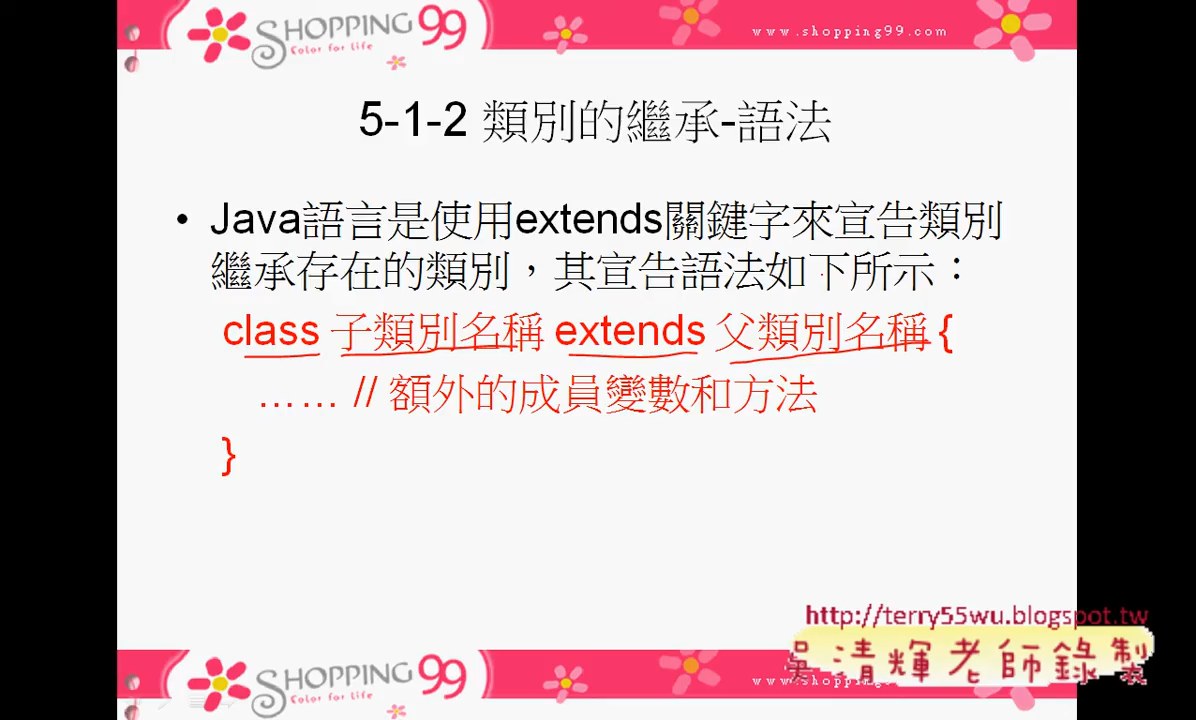 SHOPPING 99
Color for Life
www.shopping99.com
5-1-2 類別的繼承-語法
• Java語言是使用extends關鍵字來宣告類別
繼承存在的類別，其宣告語法如下所示：
class 子類別名稱 extends 父類別名稱 {
…… // 額外的成員變數和方法
}
http://terry55wu.blogspot.tw
吳清輝老師錄製
SHOPPING 99
Color for Life